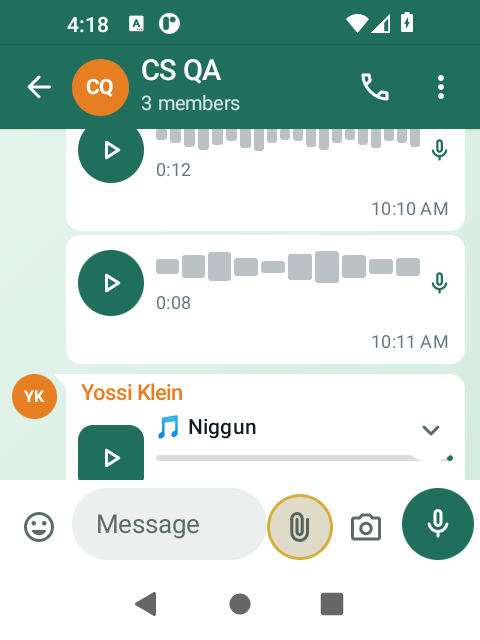 4:18 A
CQ CS QA
3 members
0:12
10:10 AM
0:08
10:11 AM
YK Yossi Klein
🎵 Niggun
Message